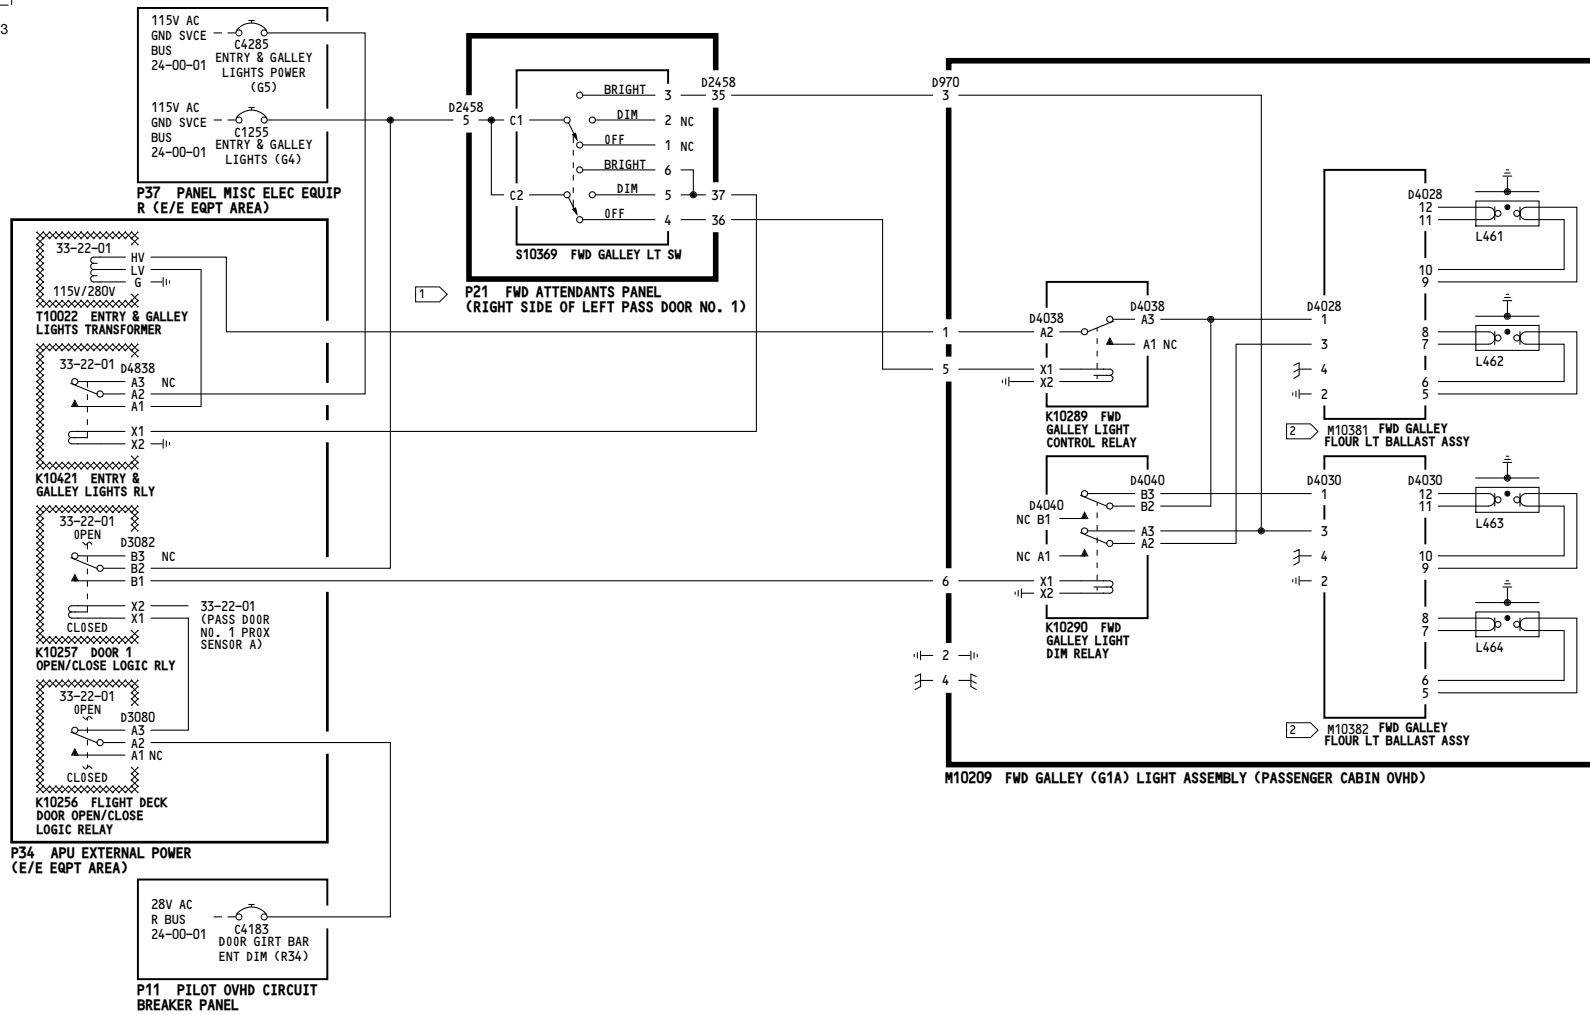 3
115V AC
GND SVCE
BUS
24-00-01
C4285
ENTRY & GALLEY
LIGHTS POWER
(G5)
115V AC
GND SVCE
BUS
24-00-01
C1255
ENTRY & GALLEY
LIGHTS (G4)
P37 PANEL MISC ELEC EQUIP
R (E/E EQPT AREA)
33-22-01
HV
LV
G
115V/280V
T10022 ENTRY & GALLEY
LIGHTS TRANSFORMER
33-22-01
D4838
A3 NC
A2
A1
X1
X2
K10421 ENTRY &
GALLEY LIGHTS RLY
33-22-01
OPEN
D3082
B3 NC
B2
B1
X2
X1
CLOSED
33-22-01
(PASS DOOR
NO. 1 PROX
SENSOR A)
K10257 DOOR 1
OPEN/CLOSE LOGIC RLY
33-22-01
OPEN
D3080
A3
A2
A1 NC
CLOSED
K10256 FLIGHT DECK
DOOR OPEN/CLOSE
LOGIC RELAY
P34 APU EXTERNAL POWER
(E/E EQPT AREA)
28V AC
R BUS
24-00-01
C4183
DOOR GIRT BAR
ENT DIM (R34)
P11 PILOT OVHD CIRCUIT
BREAKER PANEL
D2458
5
C1
C2
BRIGHT 3
DIM 2 NC
OFF 1 NC
BRIGHT 6
DIM 5
OFF 4
D2458
35
37
36
S10369 FWD GALLEY LT SW
1
P21 FWD ATTENDANTS PANEL
(RIGHT SIDE OF LEFT PASS DOOR NO. 1)
D970
3
1
5
6
2
4
D4038
A2
X1
X2
D4038
A3
A1 NC
K10289 FWD
GALLEY LIGHT
CONTROL RELAY
D4040
B3
B2
D4040
NC B1
A3
A2
NC A1
X1
X2
K10290 FWD
GALLEY LIGHT
DIM RELAY
D4028
1
3
4
2
D4028
12
11
10
9
8
7
6
5
L461
L462
2
M10381 FWD GALLEY
FLOUR LT BALLAST ASSY
D4030
1
3
4
2
D4030
12
11
10
9
8
7
6
5
L463
L464
2
M10382 FWD GALLEY
FLOUR LT BALLAST ASSY
M10209 FWD GALLEY (G1A) LIGHT ASSEMBLY (PASSENGER CABIN OVHD)